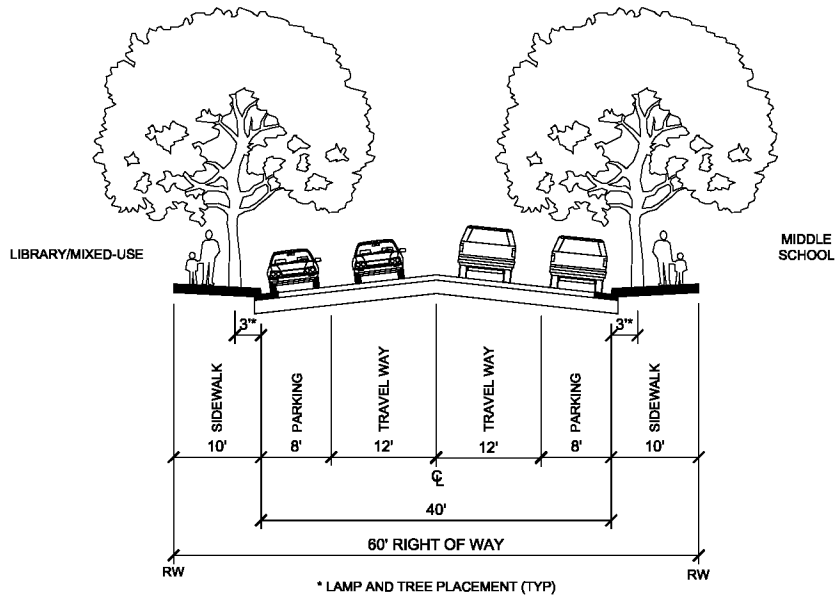 LIBRARY/MIXED-USE
MIDDLE
SCHOOL
3'*
3'*
SIDEWALK
PARKING
TRAVEL WAY
TRAVEL WAY
PARKING
SIDEWALK
10'
8'
12'
12'
8'
10'
℄
40'
60' RIGHT OF WAY
RW
RW
* LAMP AND TREE PLACEMENT (TYP)